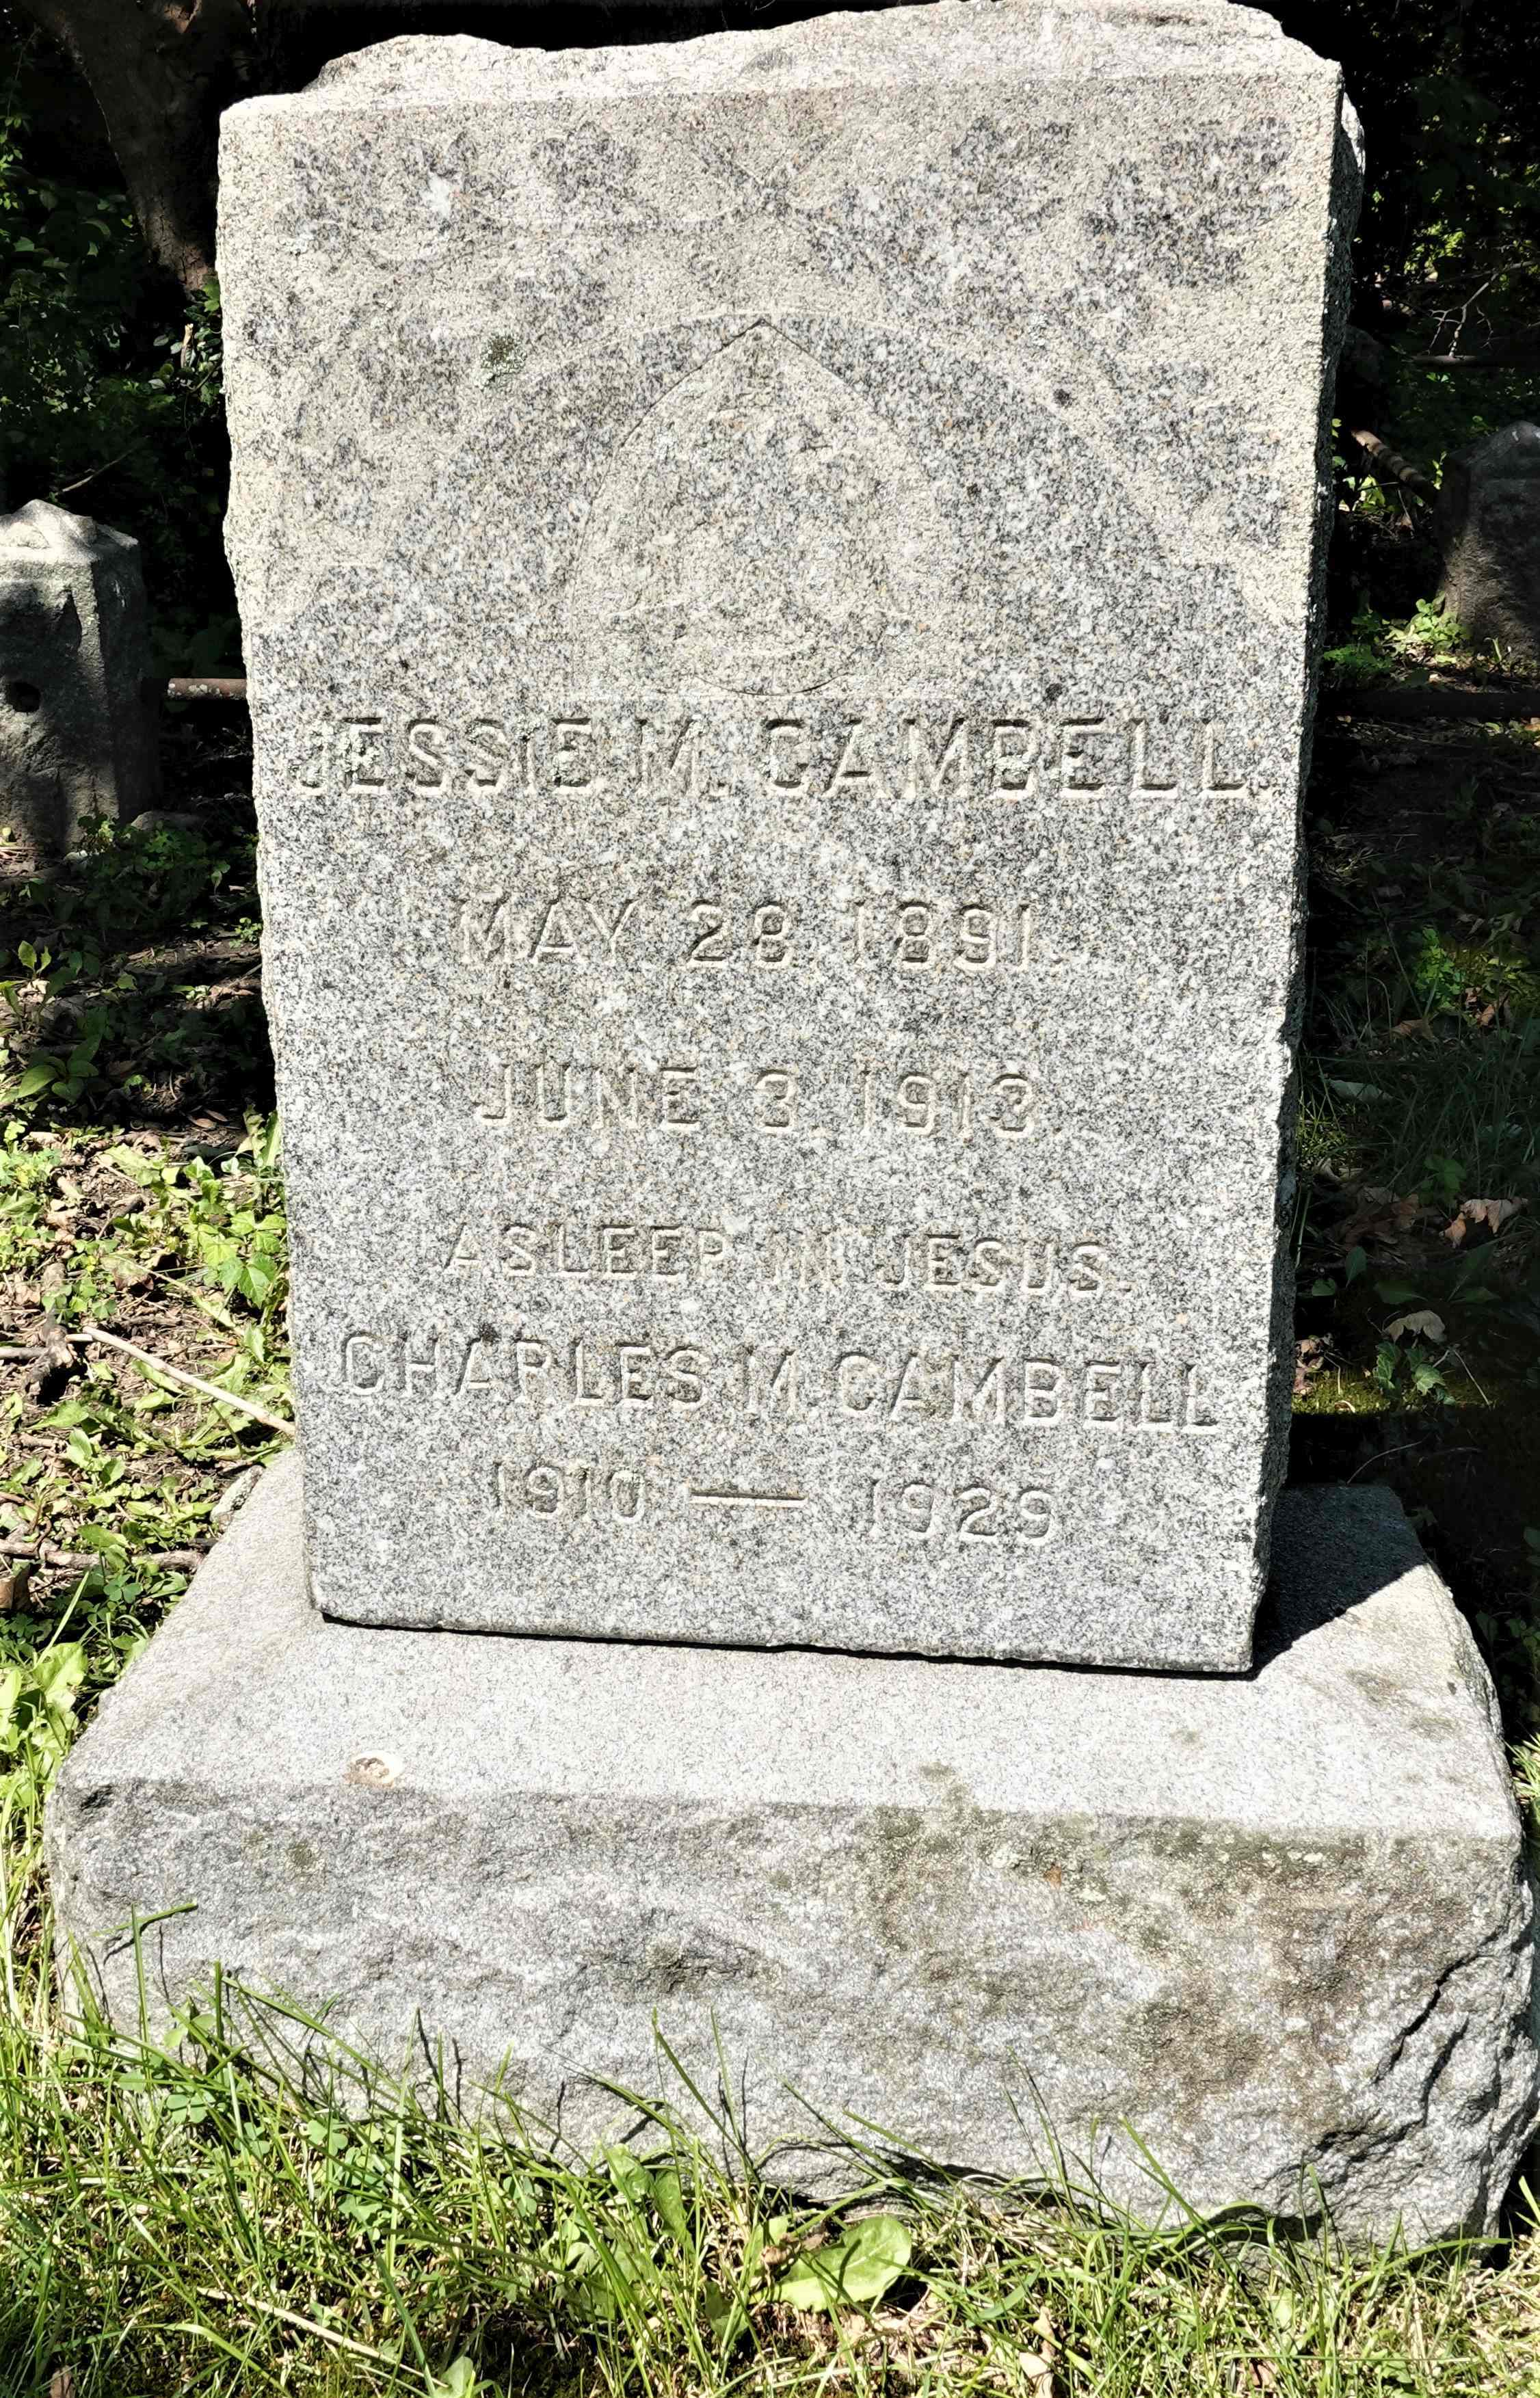 JESSIE M. CAMBELL.
MAY 28, 1891.
JUNE 3, 1913.
ASLEEP IN JESUS.
CHARLES M. CAMBELL
1910 — 1929